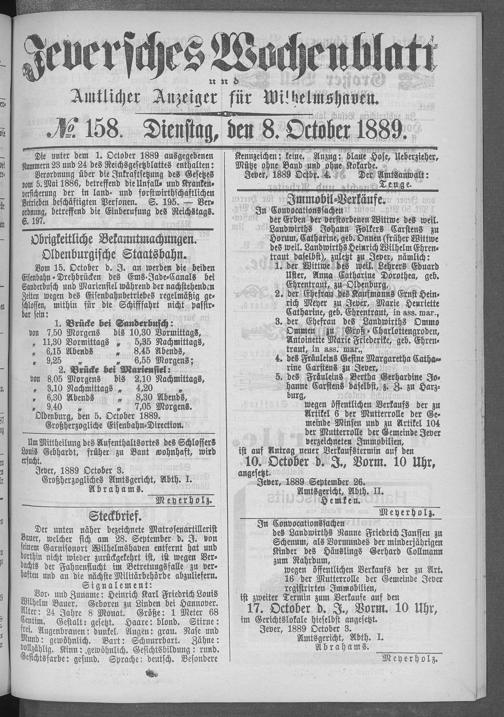 Jeversches Wochenblatt
und
Amtlicher Anzeiger für Wilhelmshaven.
№ 158. Dienstag, den 8. October 1889.
Die unter dem 1. October 1889 ausgegebenen
Nummern 23 und 24 des Reichsgesetzblattes enthalten:
Verordnung über die Inkraftsetzung des Gesetzes
vom 5. Mai 1886, betreffend die Unfall- und Kranken-
versicherung der in land- und forstwirthschaftlichen
Betrieben beschäftigten Personen. S. 195. — Ver-
ordnung, betreffend die Einberufung des Reichstags.
S. 197.
Obrigkeitliche Bekanntmachungen.
Oldenburgische Staatsbahn.
Vom 15. October d. J. an werden die beiden
Eisenbahn-Drehbrücken des Ems-Jade-Canals bei
Sanderbusch und Mariensiel während der nachstehenden
Zeiten wegen des Eisenbahnbetriebes regelmäßig ge-
schlossen, mithin für die Schifffahrt nicht passir-
bar sein:
1. Brücke bei Sanderbusch:
von 7,50 Morgens bis 10,30 Vormittags,
„ 11,30 Vormittags „ 5,35 Nachmittags,
„ 6,15 Abends „ 8,45 Abends,
„ 9,25 „ „ 6,55 Morgens;
2. Brücke bei Mariensiel:
von 8,05 Morgens bis 2,10 Nachmittags,
„ 3,10 Nachmittags „ 4,20 „
„ 6,30 Abends „ 8,30 Abends,
„ 9,40 „ „ 7,05 Morgens.
Oldenburg, den 5. October 1889.
Großherzogliche Eisenbahn-Direction.
Um Mittheilung des Aufenthaltsortes des Schlossers
Louis Gebhardt, früher zu Bant wohnhaft, wird
ersucht.
Jever, 1889 October 3.
Großherzogliches Amtsgericht, Abth. I.
Abrahams.
Meyerholz.
Steckbrief.
Der unten näher bezeichnete Matrosenartillerist
Bauer, welcher sich am 28. September d. J. von
seinem Garnisonort Wilhelmshaven entfernt hat und
dorthin nicht wieder zurückgekehrt ist, ist wegen Ver-
dachts der Fahnenflucht im Betretungsfalle zu ver-
haften und an die nächste Militärbehörde abzuliefern.
Signalement:
Vor- und Zuname: Heinrich Karl Friedrich Louis
Wilhelm Bauer. Geboren zu Linden bei Hannover.
Alter: 24 Jahre 8 Monat. Größe: 1 Meter 68
Centim. Gestalt: gesetzt. Haare: blond. Stirne:
frei. Augenbrauen: dunkel. Augen: grau. Nase und
Mund: gewöhnlich. Bart: Schnurrbart. Zähne:
vollzählig. Kinn: gewöhnlich. Gesichtsbildung: rund.
Gesichtsfarbe: gesund. Sprache: deutsch. Besondere
Kennzeichen: keine. Anzug: blaue Hose, Ueberzieher,
Mütze ohne Band und ohne Kokarde.
Jever, 1889 Octbr. 4. Der Amtsanwalt:
Tenge.
Immobil-Verkäufe.
In Convocationssachen
der Erben der verstorbenen Witwe des weil.
Landwirths Johann Folkers Carstens zu
Horum, Catharine, geb. Onnen (früher Witwe
des weil. Landwirths Heinrich Wilhelm Ehren-
traut daselbst), zuletzt zu Jever, nämlich:
1. der Witwe des weil. Lehrers Eduard
Uster, Anna Catharine Dorothea, geb.
Ehrentraut, zu Oldenburg,
2. der Ehefrau des Kaufmanns Ernst Hein-
rich Meyer zu Jever, Marie Henriette
Catharine, geb. Ehrentraut, in ass. mar.,
3. der Ehefrau des Landwirths Ommo
Ommen zu Groß-Charlottengroden,
Antoinette Marie Friederike, geb. Ehren-
traut, in ass. mar.,
4. des Fräuleins Gesine Margaretha Catha-
rine Carstens zu Jever,
5. des Fräuleins Bertha Gerhardine Jo-
hanne Carstens daselbst, z. Z. zu Harz-
burg,
wegen öffentlichen Verkaufs der zu
Artikel 6 der Mutterrolle der Ge-
meinde Minsen und zu Artikel 104
der Mutterrolle der Gemeinde Jever
verzeichneten Immobilien,
ist auf Antrag neuer Verkaufstermin auf den
10. October d. J., Vorm. 10 Uhr,
angesetzt.
Jever, 1889 September 26.
Amtsgericht, Abth. II.
Hemken.
Meyerholz.
In Convocationssachen
des Landwirths Nanne Friedrich Janssen zu
Schenum, als Vormundes der minderjährigen
Kinder des Häuslings Gerhard Collmann
zum Rahrdum,
wegen öffentlichen Verkaufs der zu Art.
16 der Mutterrolle der Gemeinde Jever
registrirten Immobilien,
ist zweiter Termin zum Verkaufe auf den
17. October d. J., Vorm. 10 Uhr,
im Gerichtslokale hieselbst angesetzt.
Jever, 1889 October 3.
Amtsgericht, Abth. I.
Abrahams.
Meyerholz.